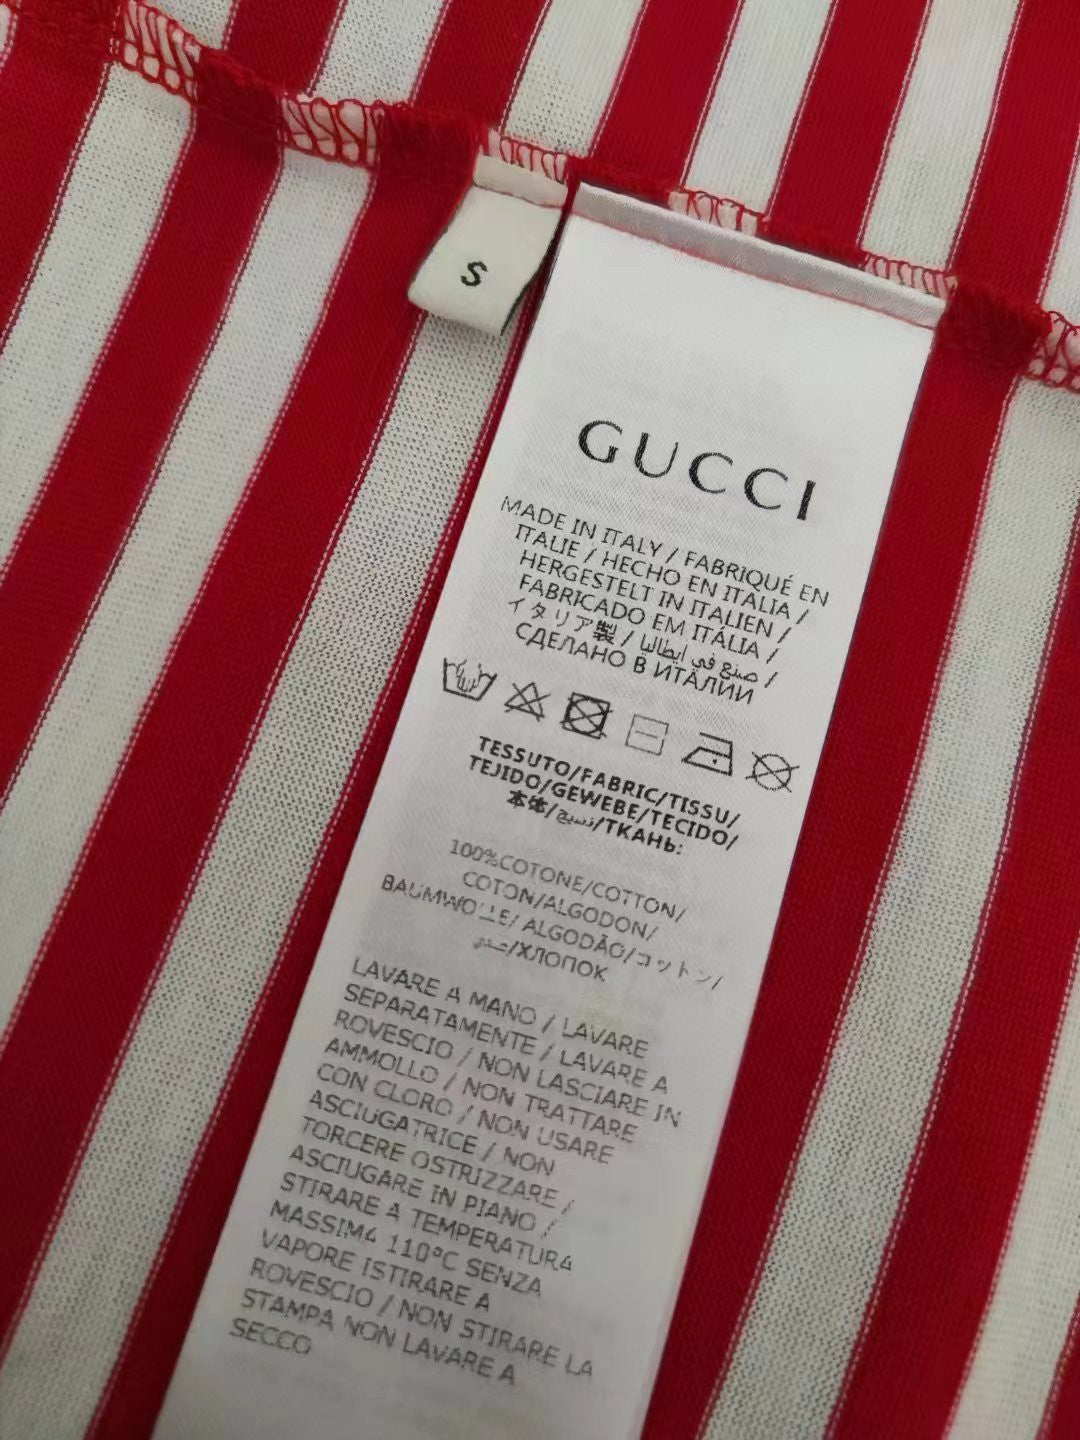 S
GUCCI
MADE IN ITALY / FABRIQUÉ EN
ITALIE / HECHO EN ITALIA /
HERGESTELT IN ITALIEN /
FABRICADO EM ITÁLIA /
イタリア製 / صنع في إيطاليا /
СДЕЛАНО В ИТАЛИИ
TESSUTO/FABRIC/TISSU/
TEJIDO/GEWEBE/TECIDO/
本体/نسيج/ТКАНЬ:
100%COTONE/COTTON/
COTON/ALGODON/
BAUMWOLLE/ALGODÃO/コットン/
/ХЛОПОК
LAVARE A MANO / LAVARE
SEPARATAMENTE / LAVARE A
ROVESCIO / NON LASCIARE IN
AMMOLLO / NON TRATTARE
CON CLORO / NON USARE
ASCIUGATRICE / NON
TORCERE OSTRIZZARE /
ASCIUGARE IN PIANO /
STIRARE A TEMPERATURA
MASSIMA 110°C SENZA
VAPORE ISTIRARE A
ROVESCIO / NON STIRARE LA
STAMPA NON LAVARE A
SECCO